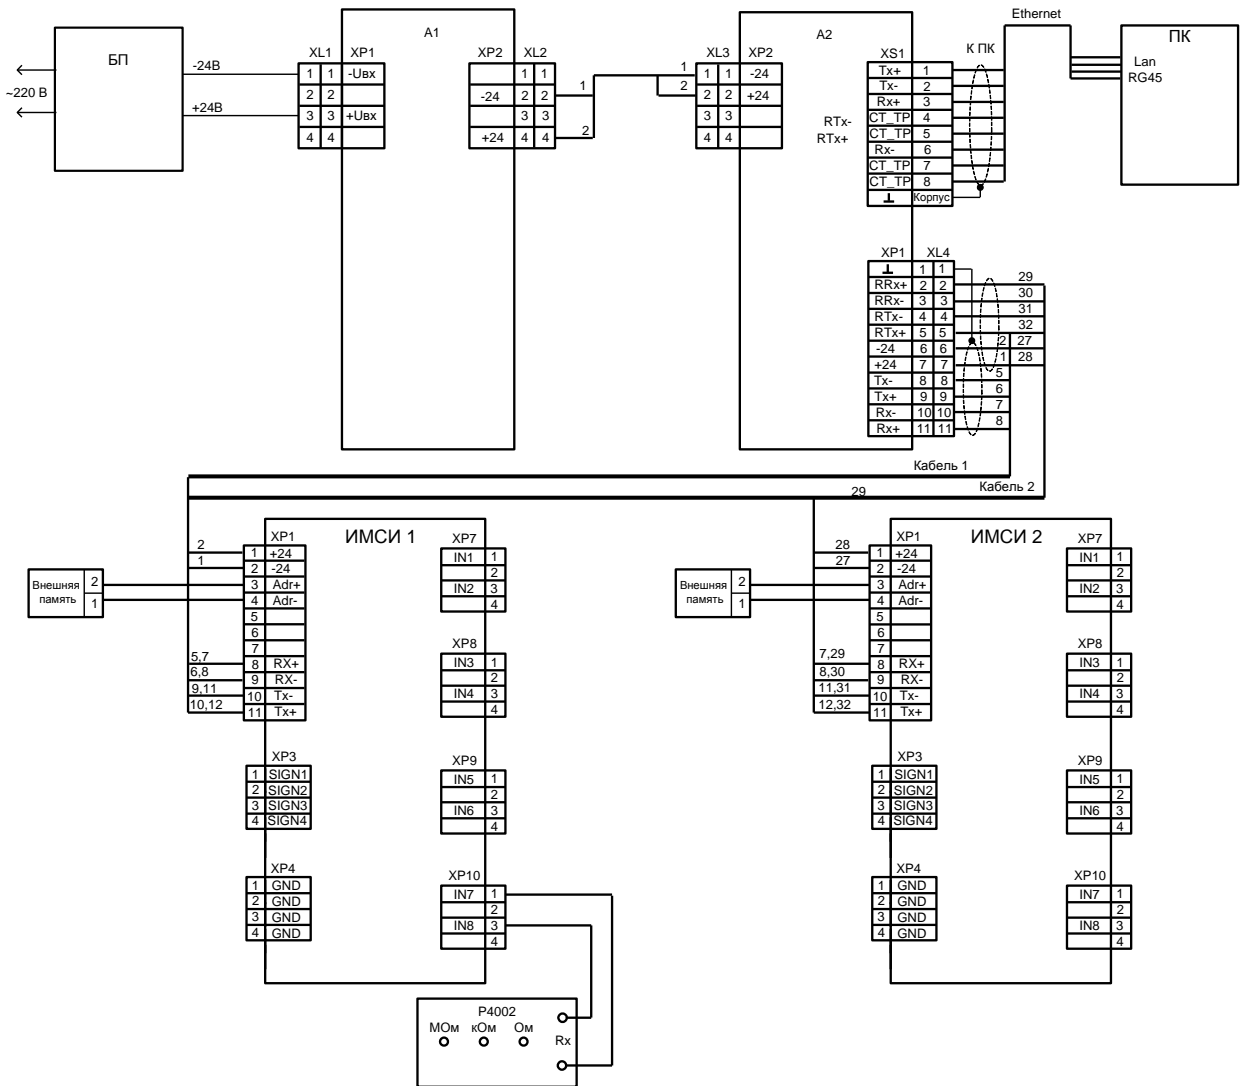 Ethernet
БП
~220 В
-24В
+24В
XL1 XP1
1 1 -Uвх
2 2
3 3 +Uвх
4 4
А1
XP2 XL2
1 1
-24 2 2
3 3
+24 4 4
1
2
1
2
XL3 XP2
1 1 -24
2 2 +24
3 3
4 4
А2
RTx-
RTx+
XS1
Tx+ 1
Tx- 2
Rx+ 3
CT_TP 4
CT_TP 5
Rx- 6
CT_TP 7
CT_TP 8
⊥ Корпус
К ПК
ПК
Lan
RG45
XP1 XL4
⊥ 1 1
RRx+ 2 2 29
RRx- 3 3 30
RTx- 4 4 31
RTx+ 5 5 32
-24 6 6 2 27
+24 7 7 1 28
Tx- 8 8 5
Tx+ 9 9 6
Rx- 10 10 7
Rx+ 11 11 8
Кабель 1
Кабель 2
29
ИМСИ 1
XP1
2 1 +24
1 2 -24
3 Adr+
4 Adr-
5
6
7
5,7 8 RX+
6,8 9 RX-
9,11 10 Tx-
10,12 11 Tx+
Внешняя 2
память 1
XP3
1 SIGN1
2 SIGN2
3 SIGN3
4 SIGN4
XP4
1 GND
2 GND
3 GND
4 GND
XP7
IN1 1
2
IN2 3
4
XP8
IN3 1
2
IN4 3
4
XP9
IN5 1
2
IN6 3
4
XP10
IN7 1
2
IN8 3
4
P4002
МОм кОм Ом
Rx
ИМСИ 2
XP1
28 1 +24
27 2 -24
3 Adr+
4 Adr-
5
6
7
7,29 8 RX+
8,30 9 RX-
11,31 10 Tx-
12,32 11 Tx+
Внешняя 2
память 1
XP3
1 SIGN1
2 SIGN2
3 SIGN3
4 SIGN4
XP4
1 GND
2 GND
3 GND
4 GND
XP7
IN1 1
2
IN2 3
4
XP8
IN3 1
2
IN4 3
4
XP9
IN5 1
2
IN6 3
4
XP10
IN7 1
2
IN8 3
4